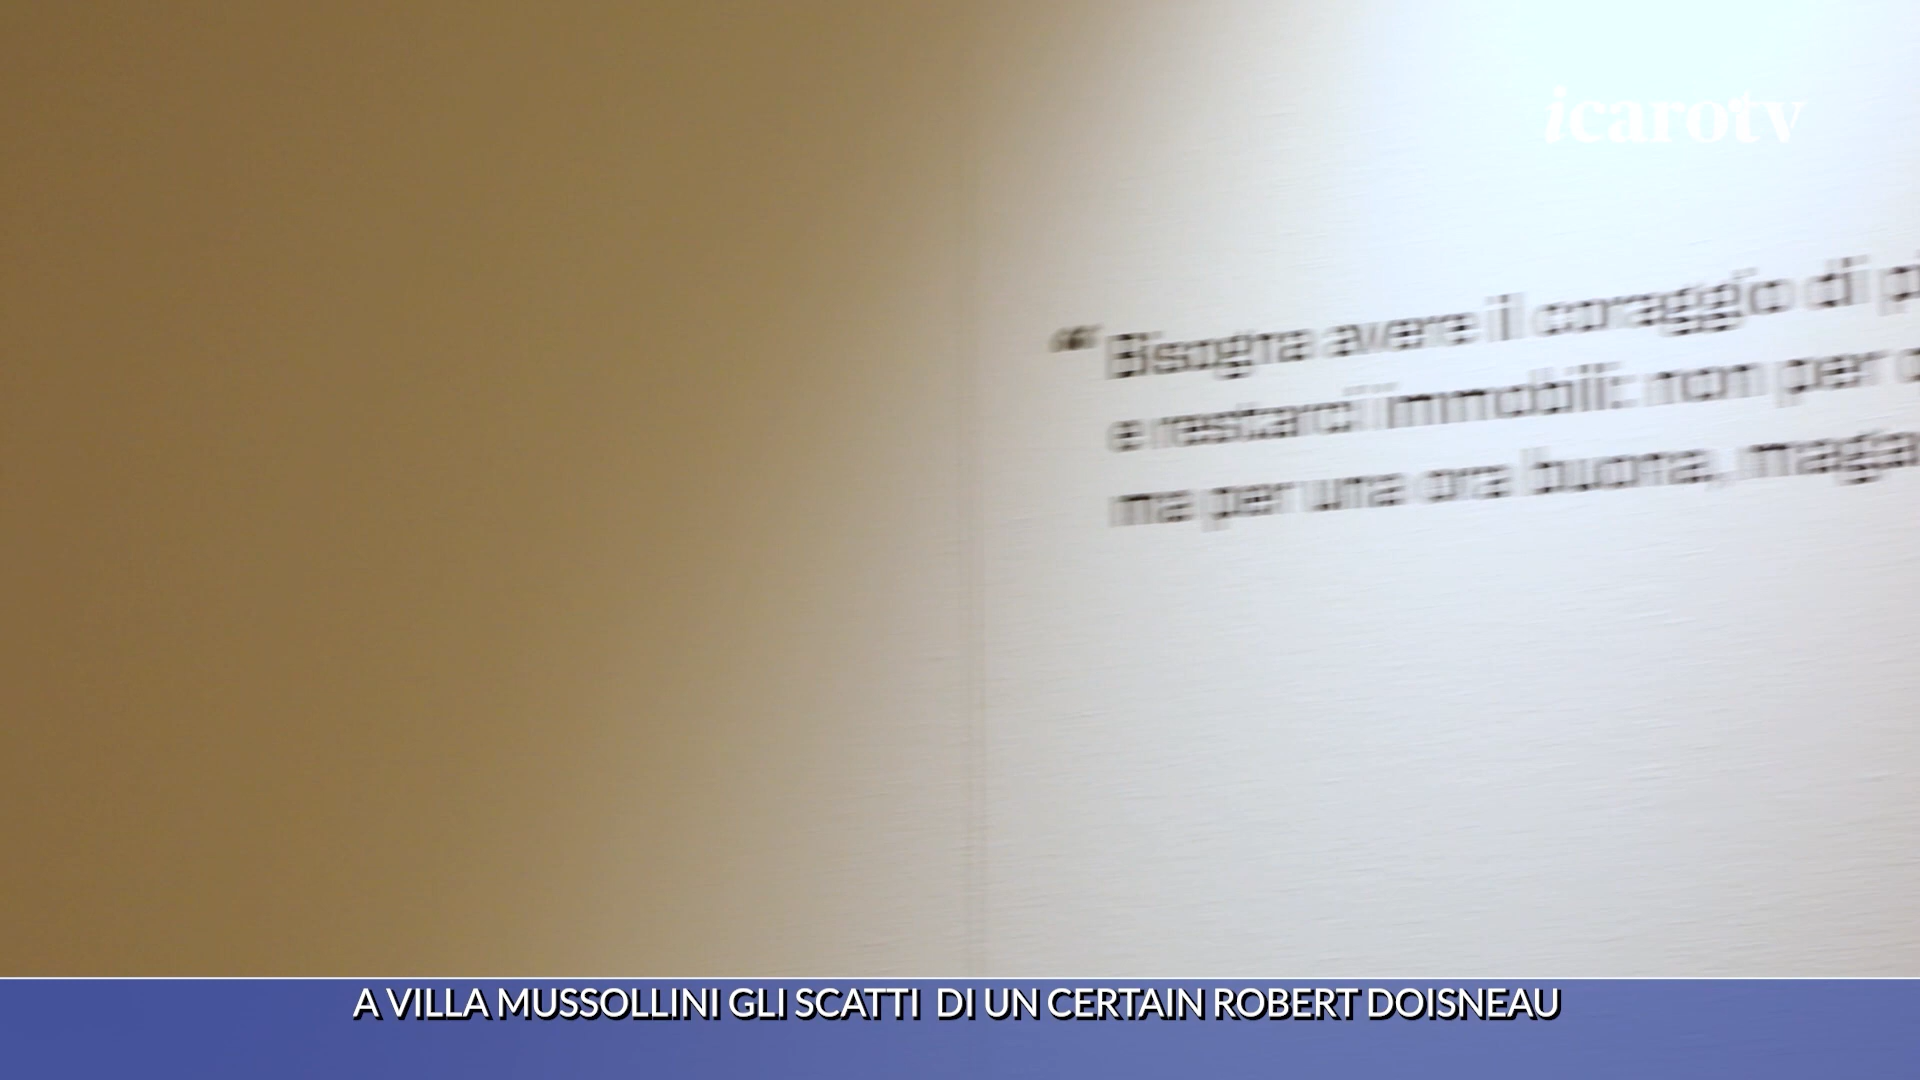 icarotv
“Bisogna avere il coraggio di
e restarci immobili: non per
ma per una ora buona,
A VILLA MUSSOLLINI GLI SCATTI DI UN CERTAIN ROBERT DOISNEAU